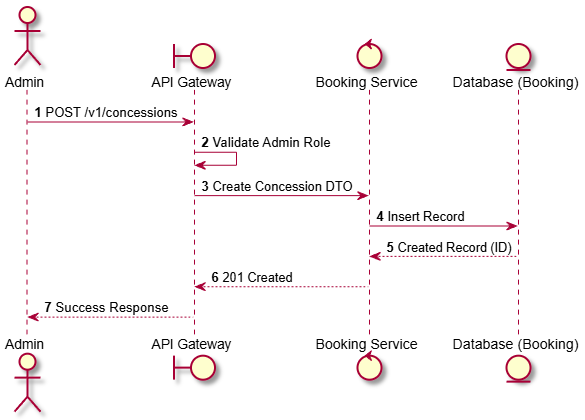 Admin
API Gateway
Booking Service
Database (Booking)
1 POST /v1/concessions
2 Validate Admin Role
3 Create Concession DTO
4 Insert Record
5 Created Record (ID)
6 201 Created
7 Success Response
Admin
API Gateway
Booking Service
Database (Booking)